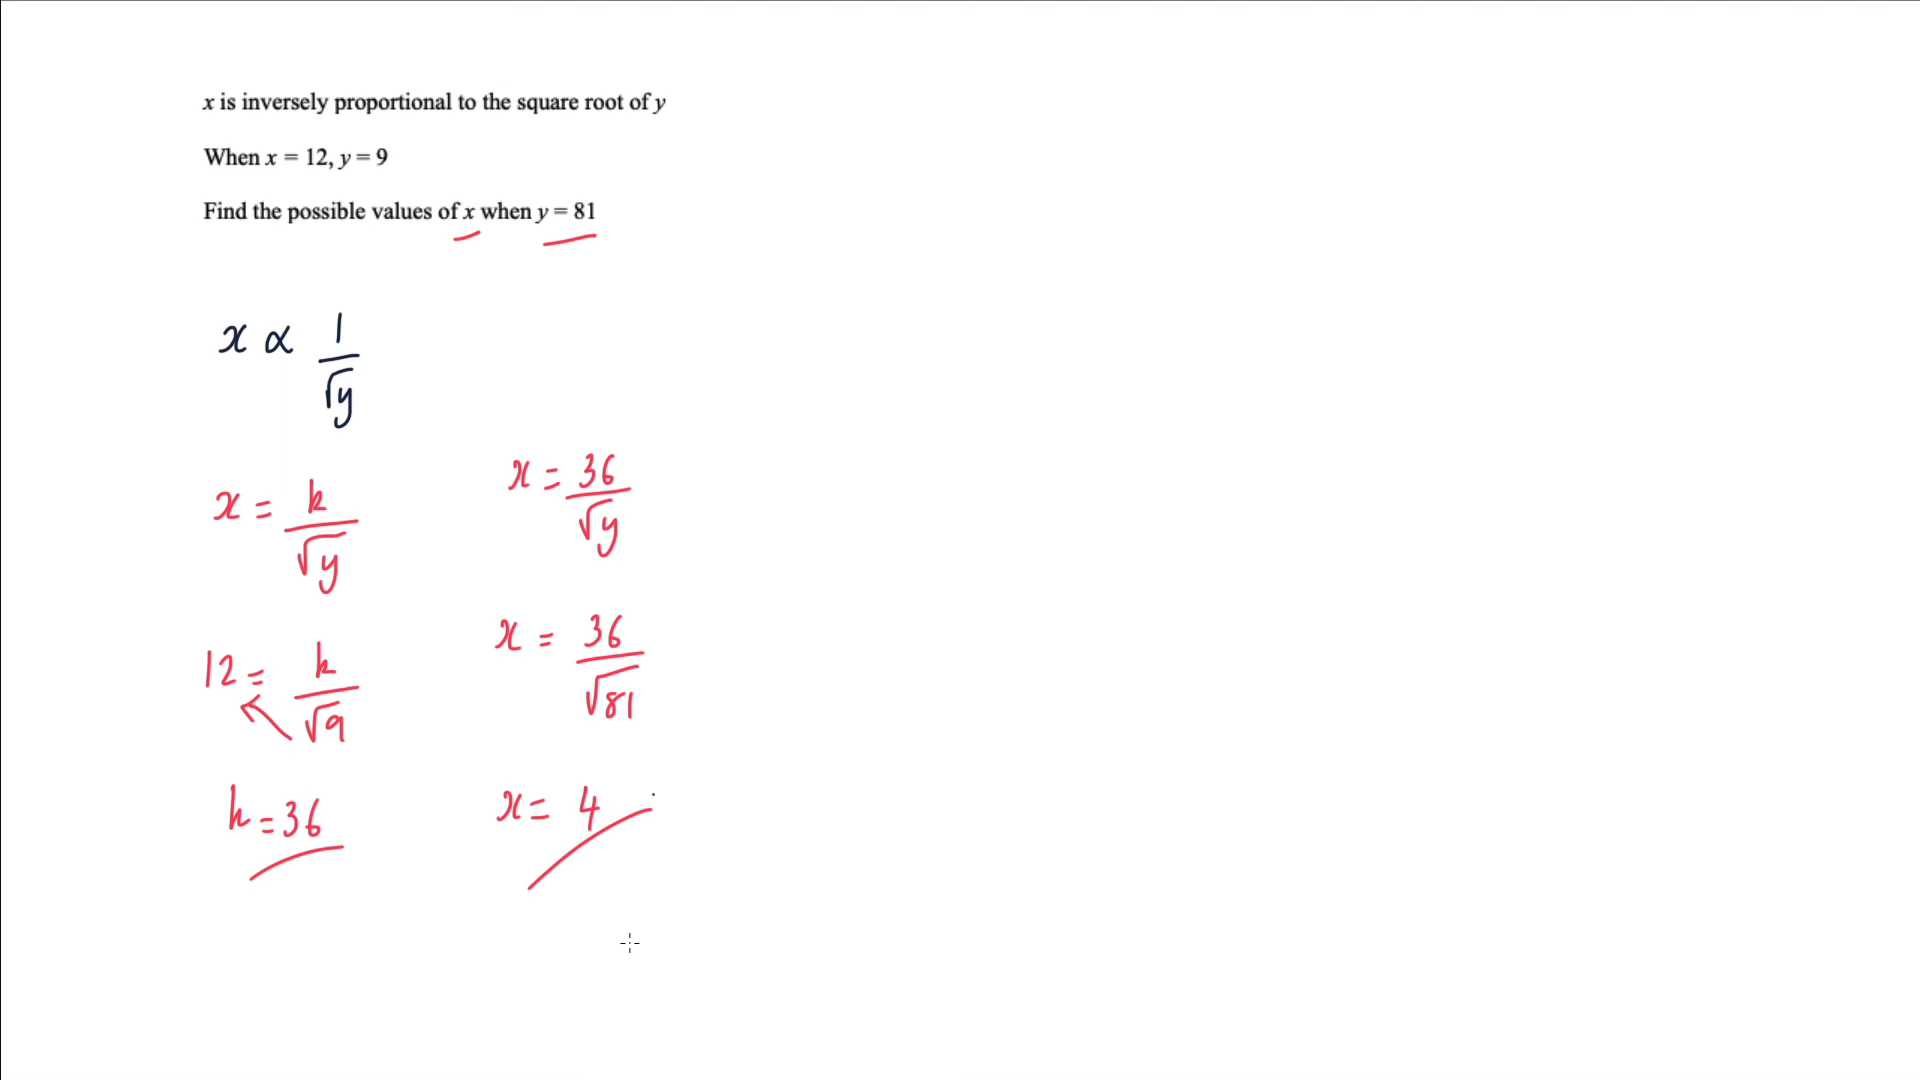 x is inversely proportional to the square root of y
When x = 12, y = 9
Find the possible values of x when y = 81
x ∝ 1/√y
x = k/√y
12 = k/√9
k = 36
x = 36/√y
x = 36/√81
x = 4